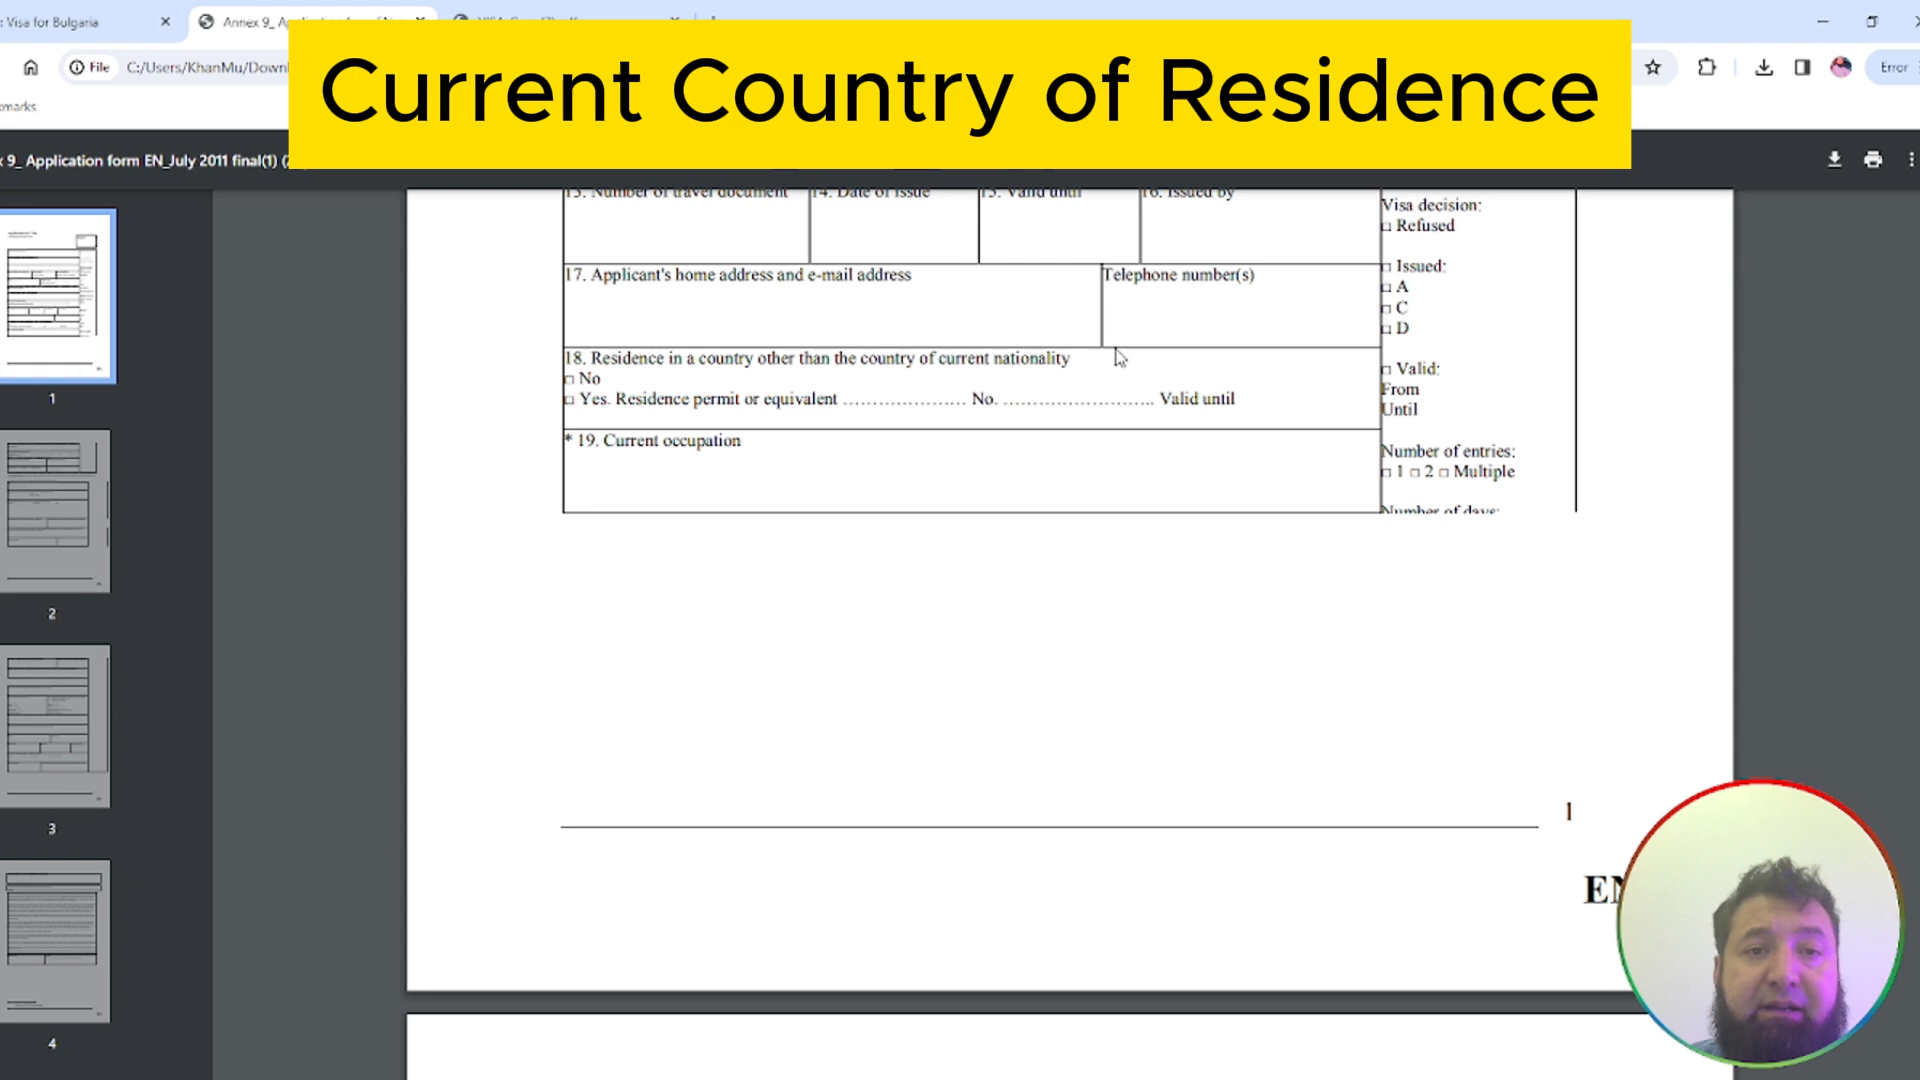 : Visa for Bulgaria
Annex 9_
Current Country of Residence
File C:/Users/KhanMu/Downl
Error
kmarks
9_ Application form EN_July 2011 final(1)
13. Number of travel document
14. Date of issue
15. Valid until
16. Issued by
17. Applicant's home address and e-mail address
Telephone number(s)
18. Residence in a country other than the country of current nationality
□ No
□ Yes. Residence permit or equivalent ………………… No. …………………….. Valid until
* 19. Current occupation
Visa decision:
□ Refused
□ Issued:
□ A
□ C
□ D
□ Valid:
From
Until
Number of entries:
□ 1 □ 2 □ Multiple
Number of days:
1
EN
1
2
3
4